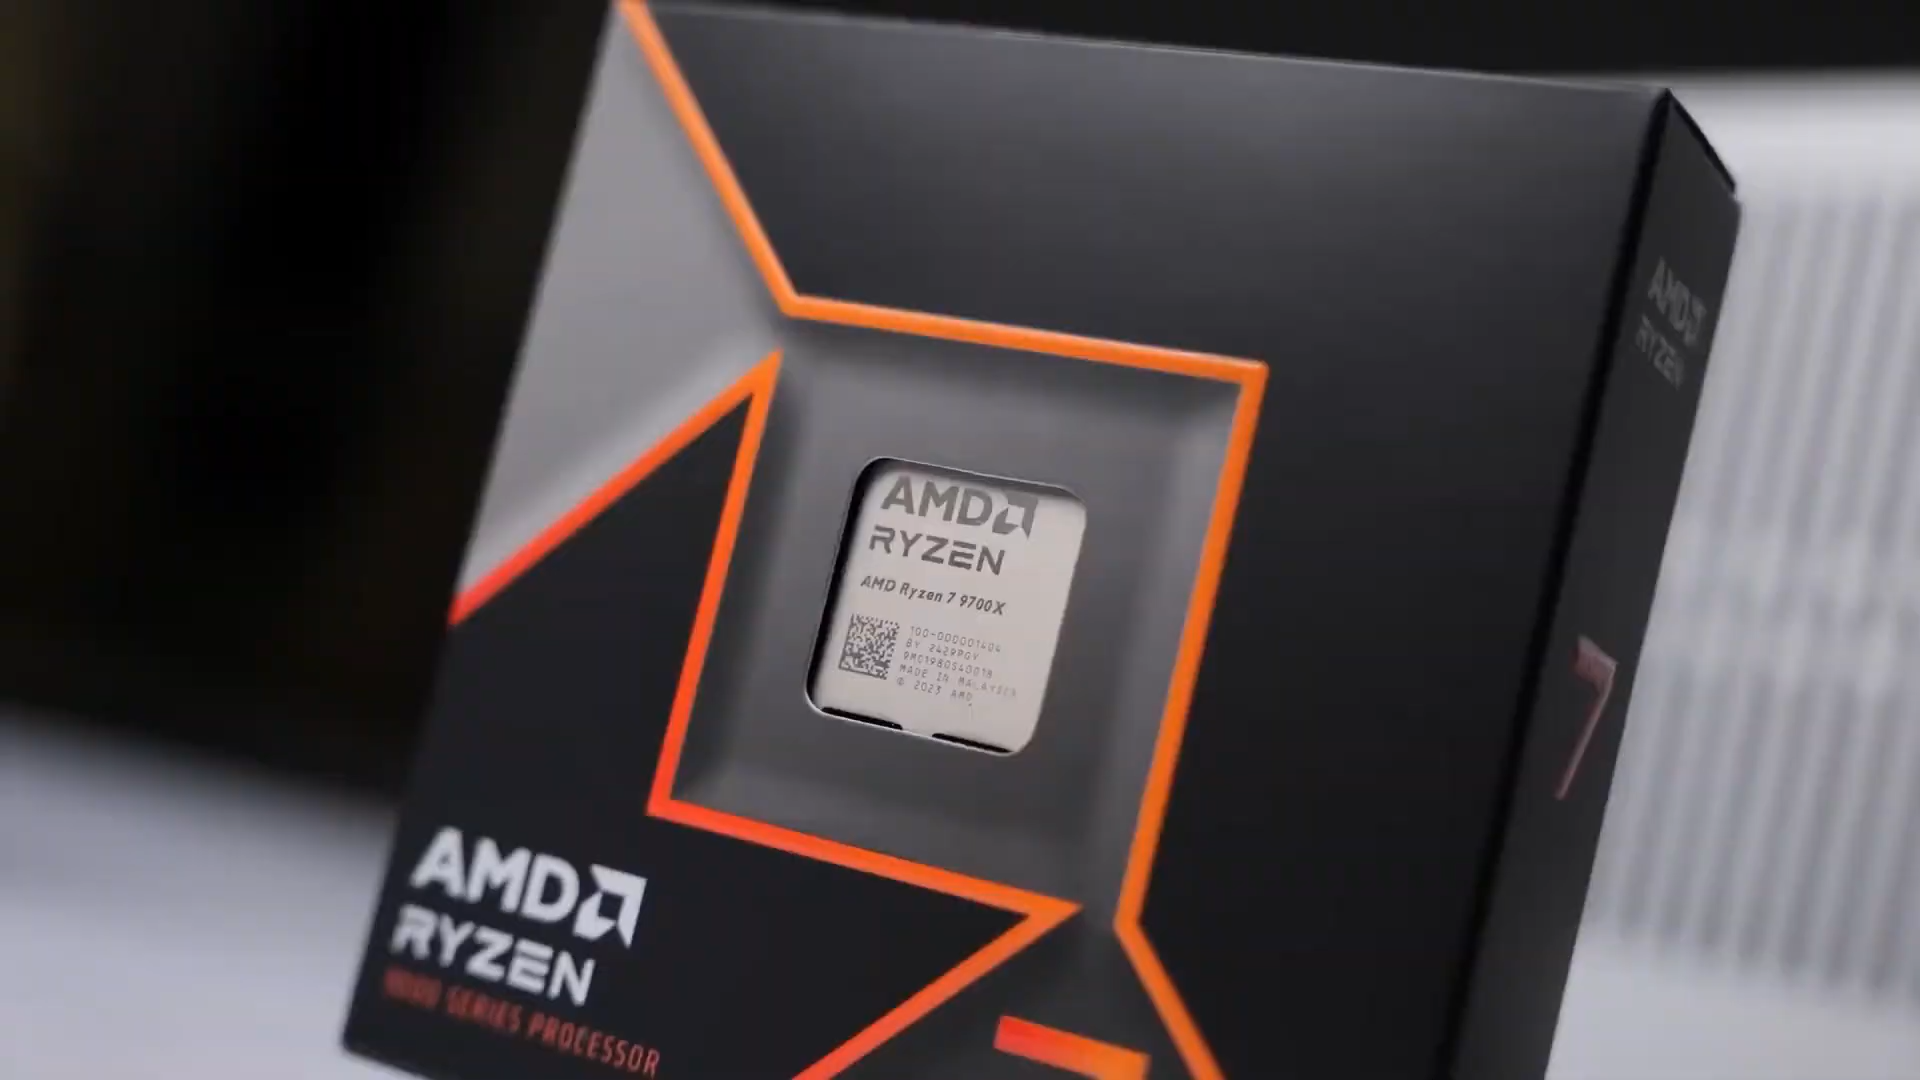 AMD
RYZEN
AMD Ryzen 7 9700X
100-000001404
BY 2429PGY
9MC1980S40018
MADE IN MALAYSIA
© 2023 AMD
AMD
RYZEN
9000 SERIES PROCESSOR
AMD
RYZEN
7